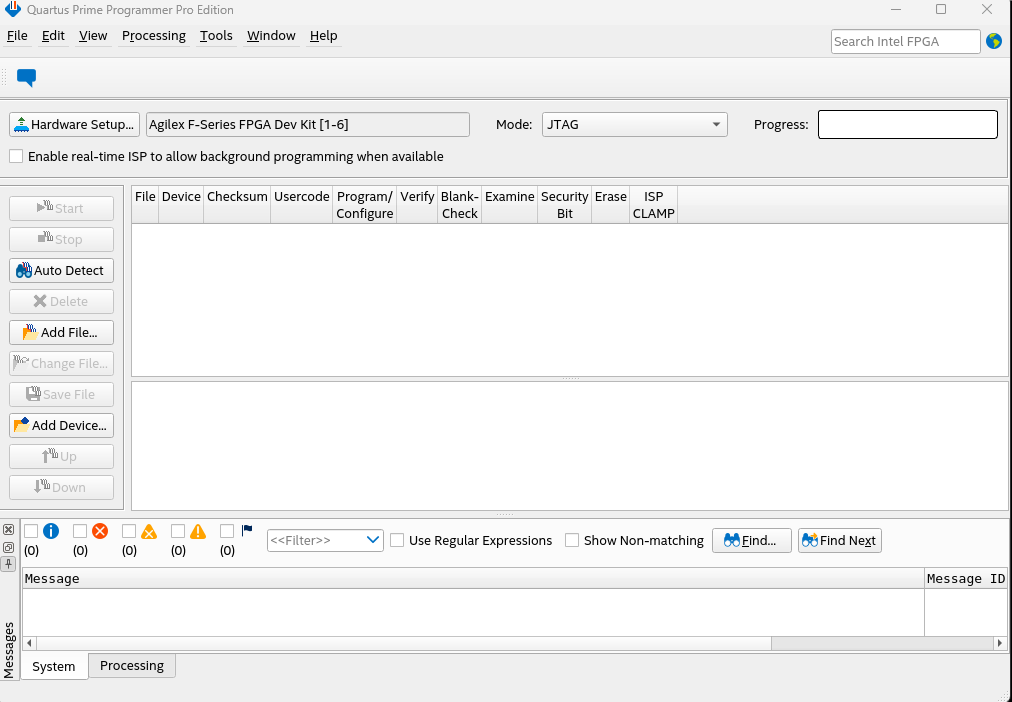 Quartus Prime Programmer Pro Edition
File Edit View Processing Tools Window Help
Search Intel FPGA
Hardware Setup... Agilex F-Series FPGA Dev Kit [1-6] Mode: JTAG Progress:
Enable real-time ISP to allow background programming when available
Start
Stop
Auto Detect
Delete
Add File...
Change File...
Save File
Add Device...
Up
Down
File Device Checksum Usercode Program/ Verify Blank- Examine Security Erase ISP
Configure Check Bit CLAMP
(0) (0) (0) (0) (0)
<<Filter>> Use Regular Expressions Show Non-matching Find... Find Next
Message Message ID
Messages
System Processing